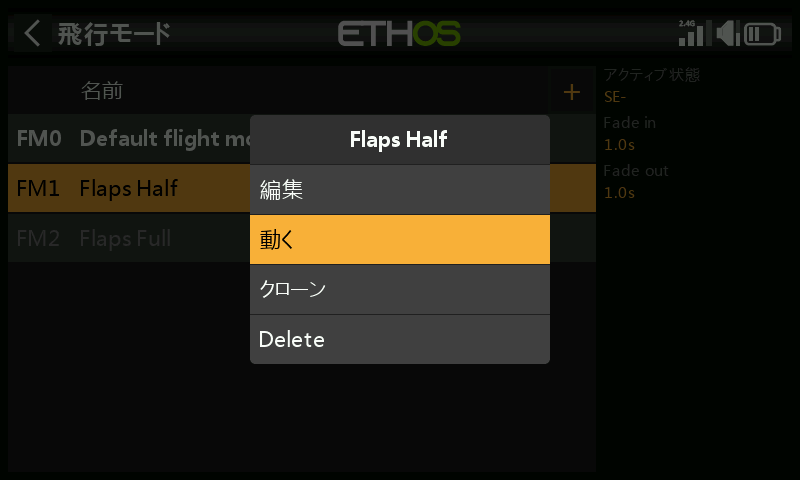 飛行モード
ETHOS
2.4G
名前
+
アクティブ状態
SE-
FM0 Default flight mo
Fade in
1.0s
FM1 Flaps Half
Fade out
1.0s
FM2 Flaps Full
Flaps Half
編集
動く
クローン
Delete